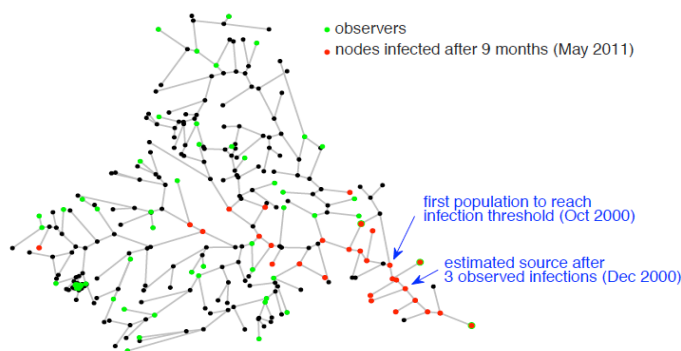 observers
nodes infected after 9 months (May 2011)
first population to reach
infection threshold (Oct 2000)
estimated source after
3 observed infections (Dec 2000)